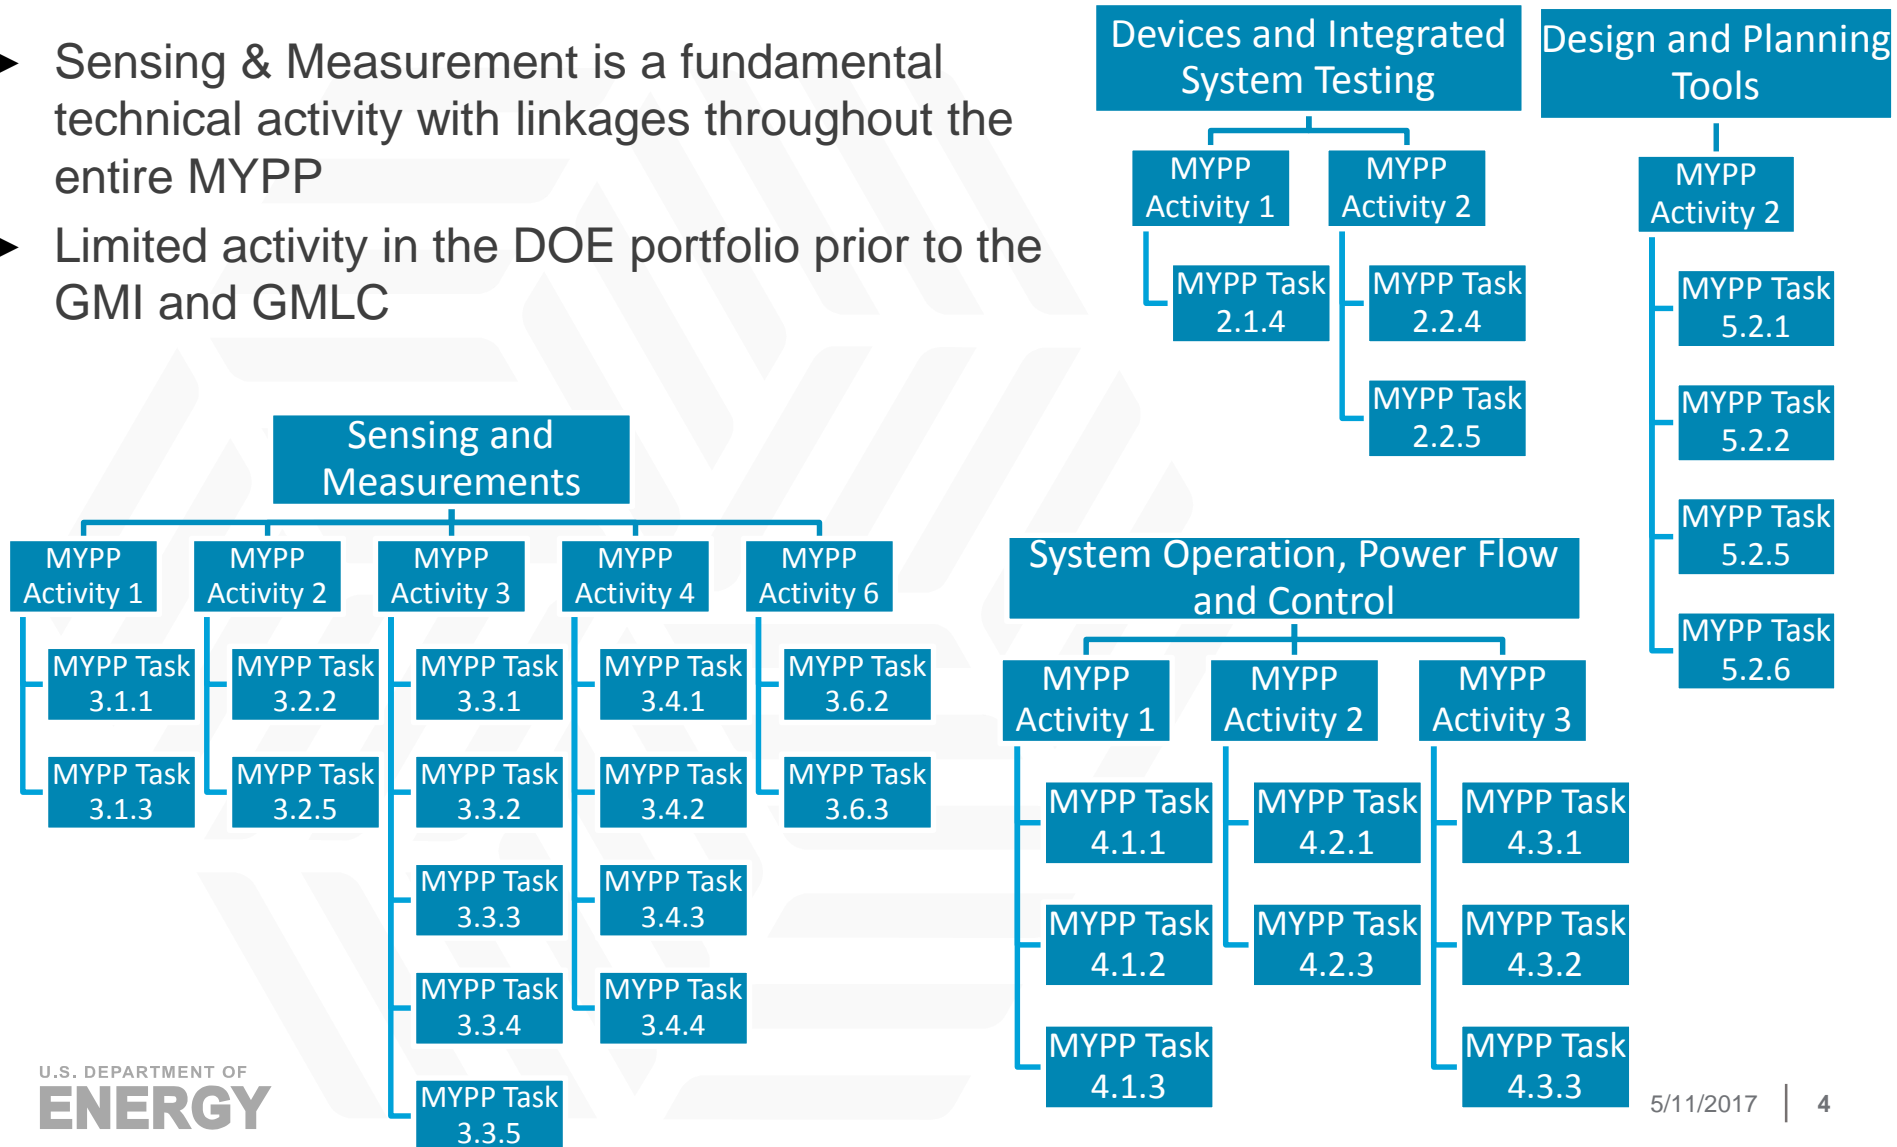 ► Sensing & Measurement is a fundamental
technical activity with linkages throughout the
entire MYPP
► Limited activity in the DOE portfolio prior to the
GMI and GMLC
Devices and Integrated
System Testing
MYPP
Activity 1
MYPP Task
2.1.4
MYPP
Activity 2
MYPP Task
2.2.4
MYPP Task
2.2.5
Design and Planning
Tools
MYPP
Activity 2
MYPP Task
5.2.1
MYPP Task
5.2.2
MYPP Task
5.2.5
MYPP Task
5.2.6
Sensing and
Measurements
MYPP
Activity 1
MYPP Task
3.1.1
MYPP Task
3.1.3
MYPP
Activity 2
MYPP Task
3.2.2
MYPP Task
3.2.5
MYPP
Activity 3
MYPP Task
3.3.1
MYPP Task
3.3.2
MYPP Task
3.3.3
MYPP Task
3.3.4
MYPP Task
3.3.5
MYPP
Activity 4
MYPP Task
3.4.1
MYPP Task
3.4.2
MYPP Task
3.4.3
MYPP Task
3.4.4
MYPP
Activity 6
MYPP Task
3.6.2
MYPP Task
3.6.3
System Operation, Power Flow
and Control
MYPP
Activity 1
MYPP Task
4.1.1
MYPP Task
4.1.2
MYPP Task
4.1.3
MYPP
Activity 2
MYPP Task
4.2.1
MYPP Task
4.2.3
MYPP
Activity 3
MYPP Task
4.3.1
MYPP Task
4.3.2
MYPP Task
4.3.3
U.S. DEPARTMENT OF
ENERGY
5/11/2017 4